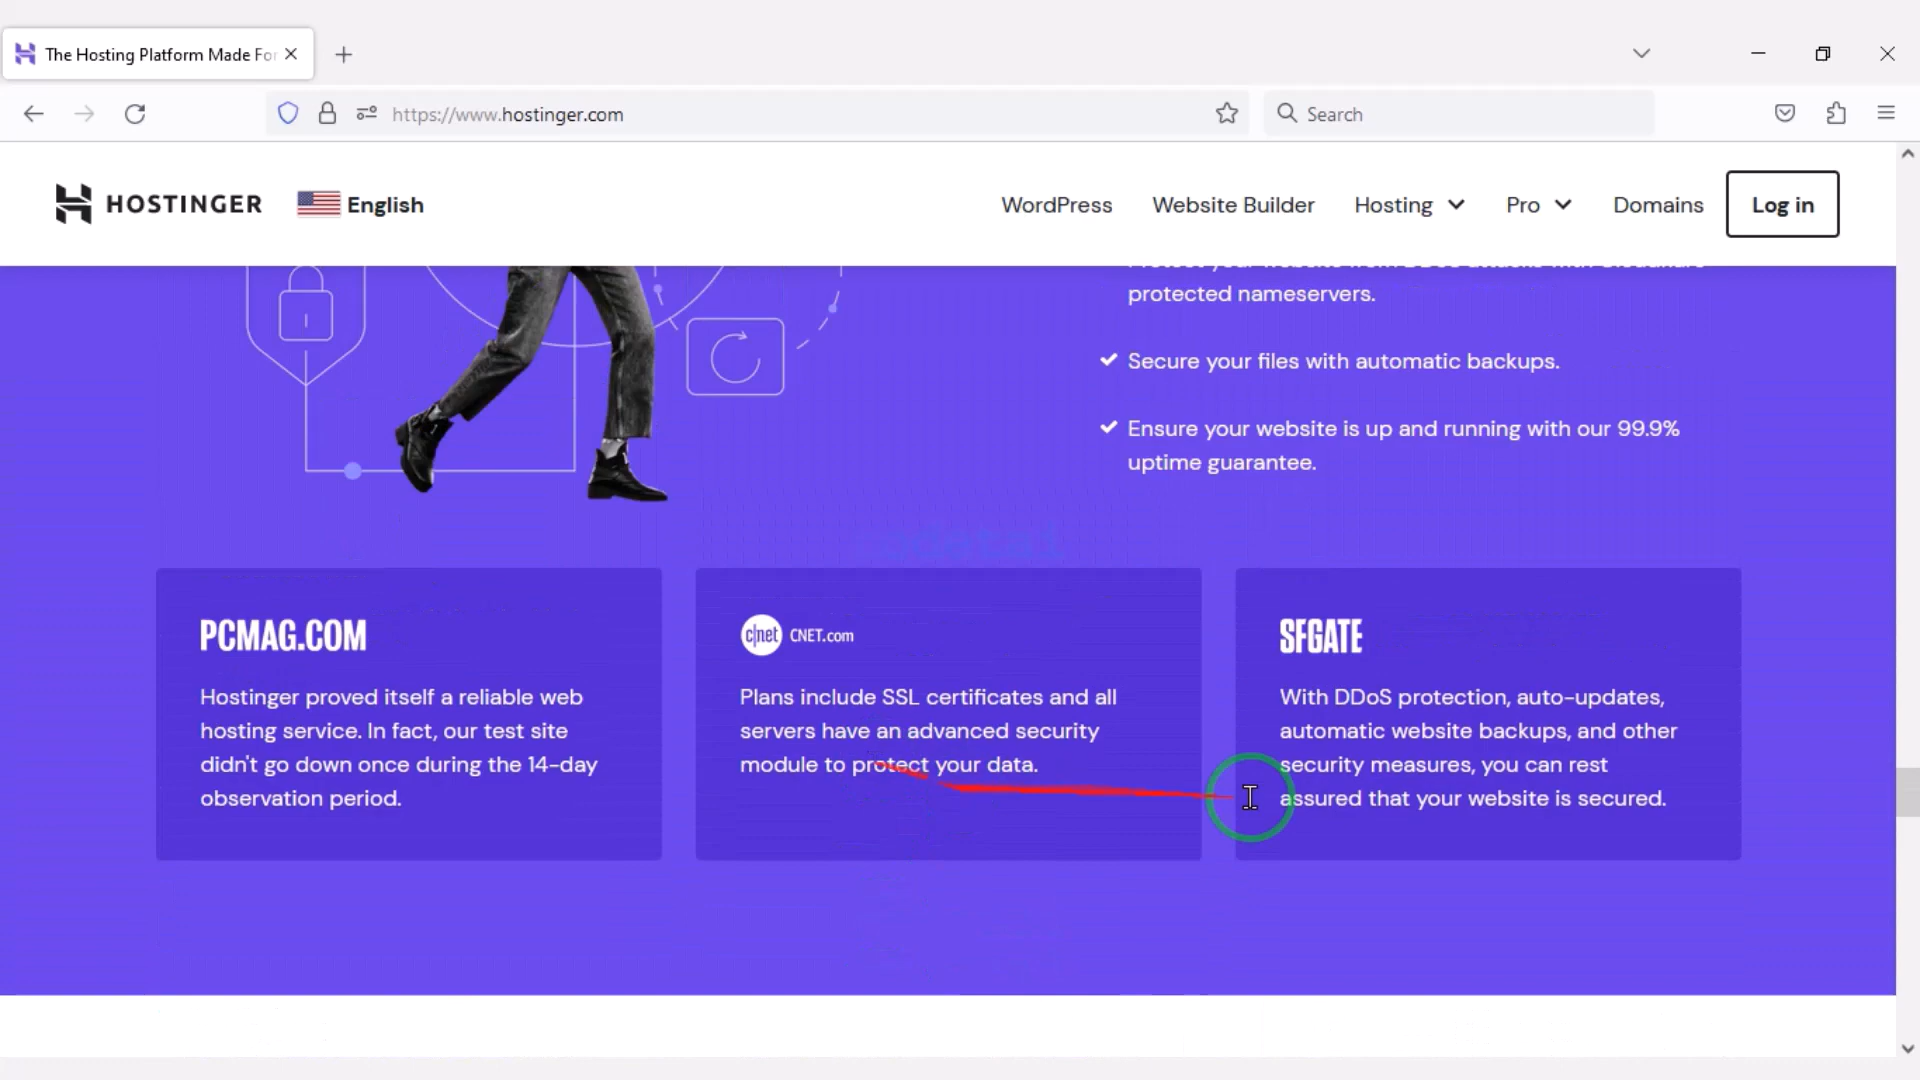 The Hosting Platform Made For
https://www.hostinger.com
Search
HOSTINGER
English
WordPress
Website Builder
Hosting
Pro
Domains
Log in
protected nameservers.
Secure your files with automatic backups.
Ensure your website is up and running with our 99.9%
uptime guarantee.
PCMAG.COM
Hostinger proved itself a reliable web
hosting service. In fact, our test site
didn't go down once during the 14-day
observation period.
c|net CNET.com
Plans include SSL certificates and all
servers have an advanced security
module to protect your data.
SFGATE
With DDoS protection, auto-updates,
automatic website backups, and other
security measures, you can rest
assured that your website is secured.